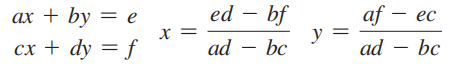 ax + by = e
cx + dy = f
x = (ed − bf) / (ad − bc)
y = (af − ec) / (ad − bc)